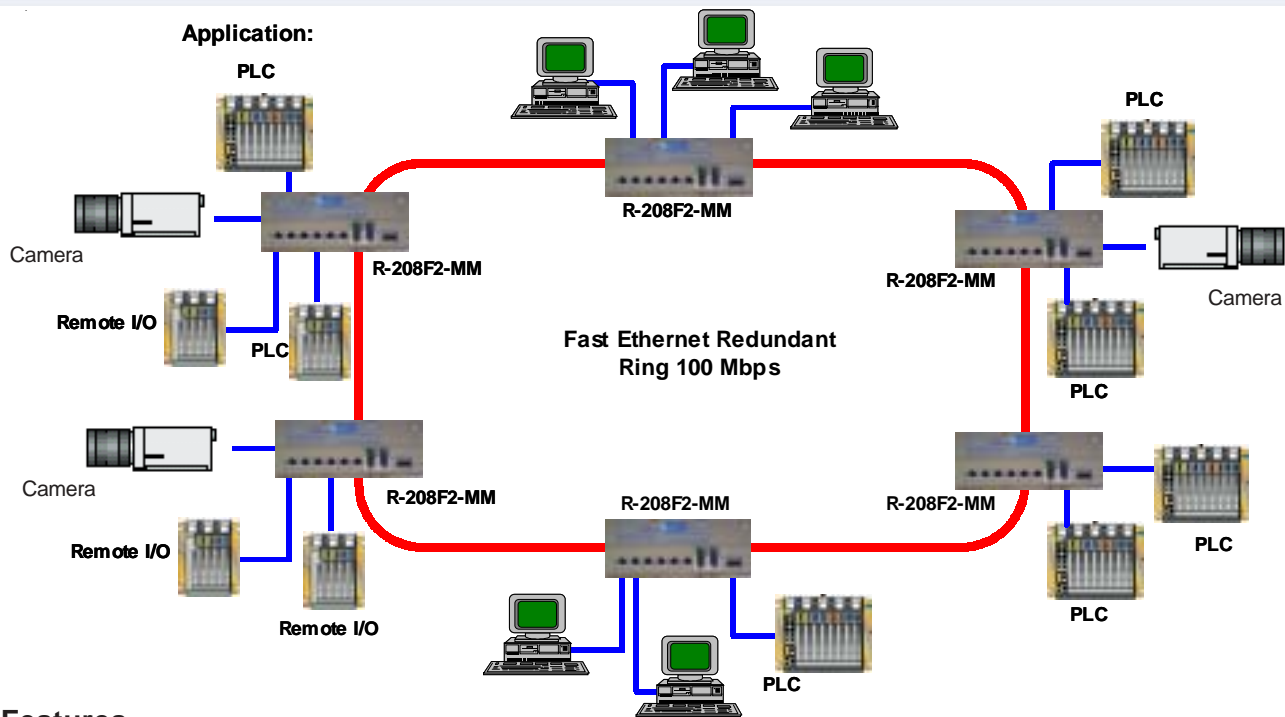 Application:
PLC
PLC
R-208F2-MM
Camera
R-208F2-MM
R-208F2-MM
Camera
Remote I/O
PLC
Fast Ethernet Redundant
Ring 100 Mbps
PLC
Camera
R-208F2-MM
R-208F2-MM
R-208F2-MM
Remote I/O
PLC
PLC
Remote I/O
PLC
Features